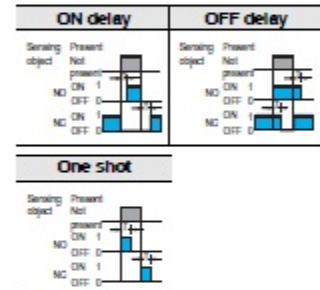 ON delay
OFF delay
Sensing Present
object Not
present
NO ON 1
OFF 0
NC ON 1
OFF 0
Sensing Present
object Not
present
NO ON 1
OFF 0
NC ON 1
OFF 0
One shot
Sensing Present
object Not
present
NO ON 1
OFF 0
NC ON 1
OFF 0